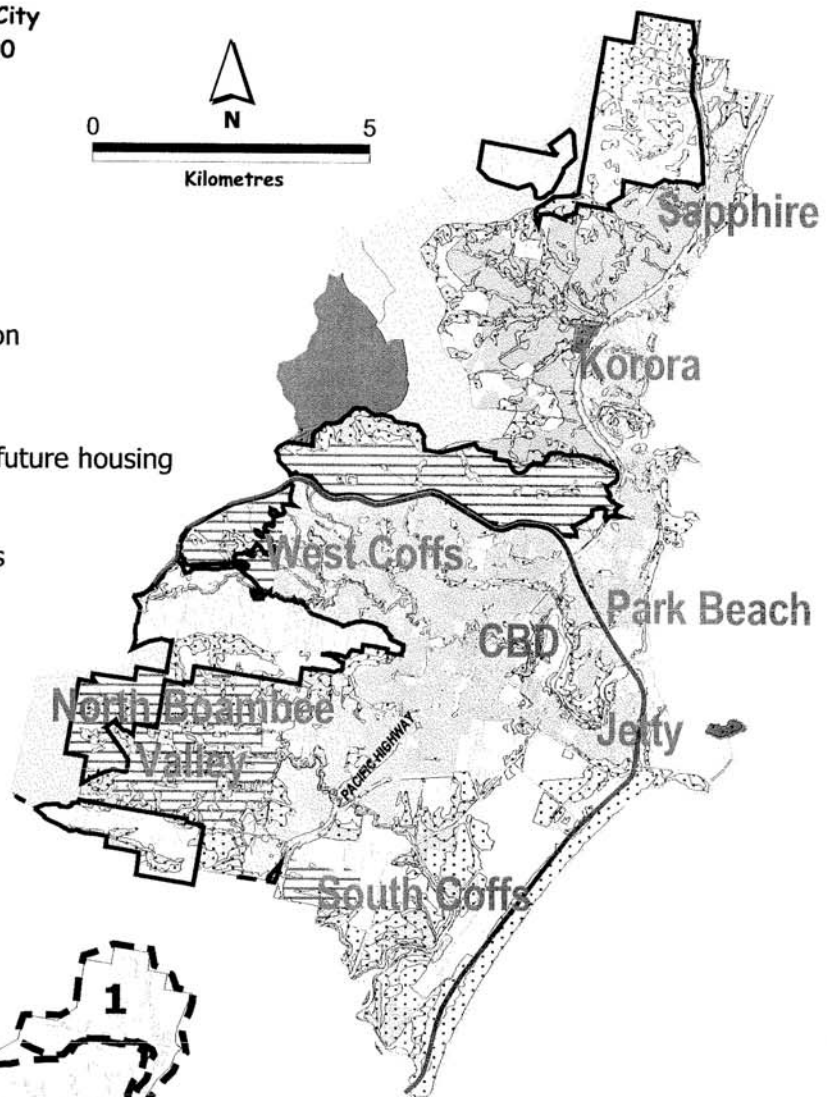 City
0
N
0 5
Kilometres
Sapphire
on
Korora
future housing
s
West Coffs
Park Beach
CBD
North Boambee
Valley
Jetty
PACIFIC HIGHWAY
South Coffs
1